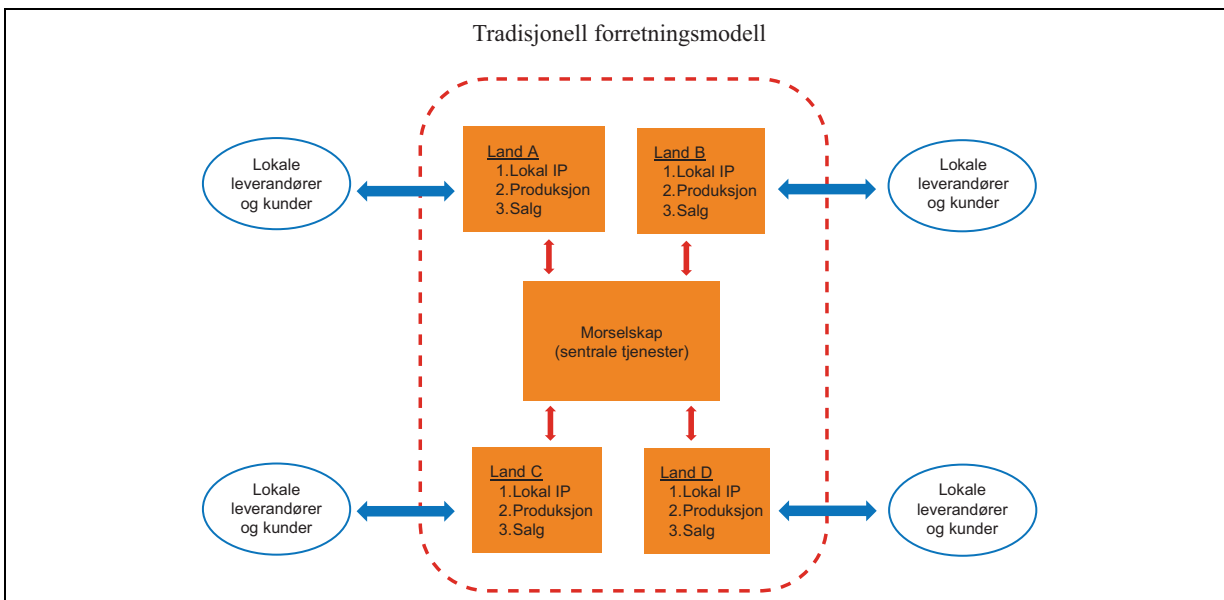 Tradisjonell forretningsmodell
Lokale
leverandører
og kunder
Land A
1.Lokal IP
2.Produksjon
3.Salg
Land B
1.Lokal IP
2.Produksjon
3.Salg
Lokale
leverandører
og kunder
Morselskap
(sentrale tjenester)
Lokale
leverandører
og kunder
Land C
1.Lokal IP
2.Produksjon
3.Salg
Land D
1.Lokal IP
2.Produksjon
3.Salg
Lokale
leverandører
og kunder